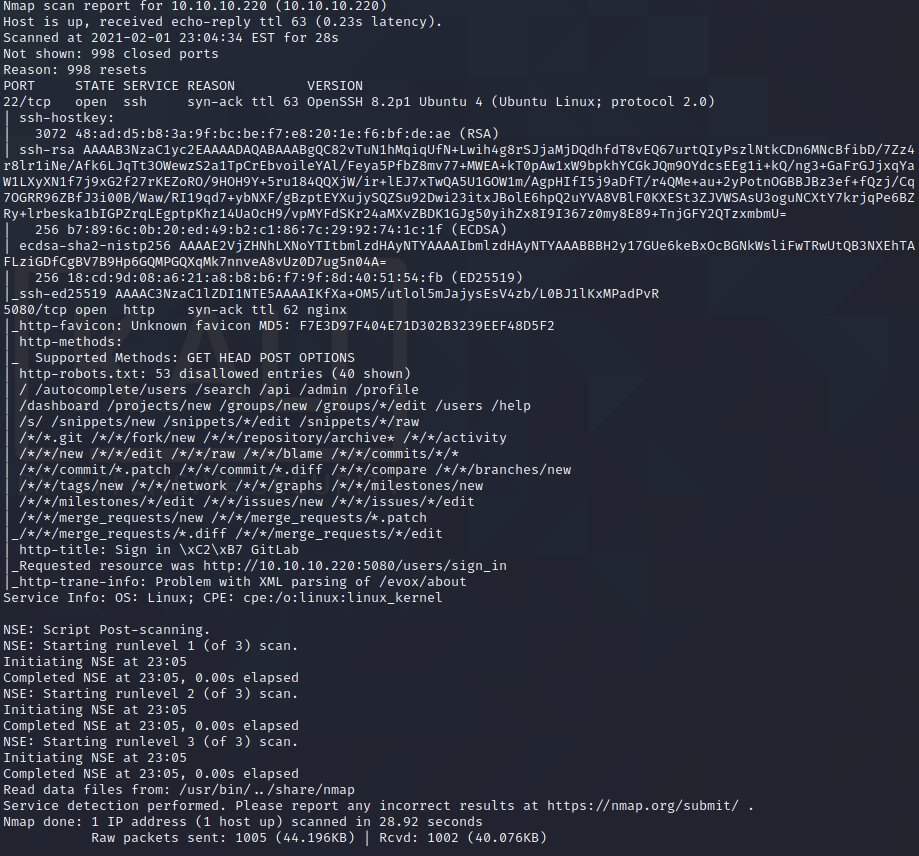 Nmap scan report for 10.10.10.220 (10.10.10.220)
Host is up, received echo-reply ttl 63 (0.23s latency).
Scanned at 2021-02-01 23:04:34 EST for 28s
Not shown: 998 closed ports
Reason: 998 resets
PORT     STATE SERVICE REASON         VERSION
22/tcp   open  ssh     syn-ack ttl 63 OpenSSH 8.2p1 Ubuntu 4 (Ubuntu Linux; protocol 2.0)
| ssh-hostkey:
|   3072 48:ad:d5:b8:3a:9f:bc:be:f7:e8:20:1e:f6:bf:de:ae (RSA)
| ssh-rsa AAAAB3NzaC1yc2EAAAADAQABAAABgQC82vTuN1hMqiqUfN+Lwih4g8rSJjaMjDQdhfdT8vEQ67urtQIyPszlNtkCDn6MNcBfibD/7Zz4
r8lr1iNe/Afk6LJqTt3OWewzS2a1TpCrEbvoileYAl/Feya5PfbZ8mv77+MWEA+kT0pAw1xW9bpkhYCGkJQm9OYdcsEEg1i+kQ/ng3+GaFrGJjxqYa
W1LXyXN1f7j9xG2f27rKEZoRO/9HOH9Y+5ru184QQXjW/ir+lEJ7xTwQA5U1GOW1m/AgpHIfI5j9aDfT/r4QMe+au+2yPotnOGBBJBz3ef+fQzj/Cq
7OGRR96ZBfJ3i00B/Waw/RI19qd7+ybNXF/gBzptEYXujySQZSu92Dwi23itxJBolE6hpQ2uYVA8VBlF0KXESt3ZJVWSAsU3oguNCXtY7krjqPe6BZ
Ry+lrbeska1bIGPZrqLEgptpKhz14UaOcH9/vpMYFdSKr24aMXvZBDK1GJg50yihZx8I9I367z0my8E89+TnjGFY2QTzxmbmU=
|   256 b7:89:6c:0b:20:ed:49:b2:c1:86:7c:29:92:74:1c:1f (ECDSA)
| ecdsa-sha2-nistp256 AAAAE2VjZHNhLXNoYTItbmlzdHAyNTYAAAAIbmlzdHAyNTYAAABBBH2y17GUe6keBxOcBGNkWsliFwTRwUtQB3NXEhTA
FLziGDfCgBV7B9Hp6GQMPGQXqMk7nnveA8vUz0D7ug5n04A=
|   256 18:cd:9d:08:a6:21:a8:b8:b6:f7:9f:8d:40:51:54:fb (ED25519)
|_ssh-ed25519 AAAAC3NzaC1lZDI1NTE5AAAAIKfXa+OM5/utlol5mJajysEsV4zb/L0BJ1lKxMPadPvR
5080/tcp open  http    syn-ack ttl 62 nginx
|_http-favicon: Unknown favicon MD5: F7E3D97F404E71D302B3239EEF48D5F2
| http-methods:
|_  Supported Methods: GET HEAD POST OPTIONS
| http-robots.txt: 53 disallowed entries (40 shown)
| / /autocomplete/users /search /api /admin /profile
| /dashboard /projects/new /groups/new /groups/*/edit /users /help
| /s/ /snippets/new /snippets/*/edit /snippets/*/raw
| /*/*.git /*/*/fork/new /*/*/repository/archive* /*/*/activity
| /*/*/new /*/*/edit /*/*/raw /*/*/blame /*/*/commits/*/*
| /*/*/commit/*.patch /*/*/commit/*.diff /*/*/compare /*/*/branches/new
| /*/*/tags/new /*/*/network /*/*/graphs /*/*/milestones/new
| /*/*/milestones/*/edit /*/*/issues/new /*/*/issues/*/edit
| /*/*/merge_requests/new /*/*/merge_requests/*.patch
|_/*/*/merge_requests/*.diff /*/*/merge_requests/*/edit
| http-title: Sign in \xC2\xB7 GitLab
|_Requested resource was http://10.10.10.220:5080/users/sign_in
|_http-trane-info: Problem with XML parsing of /evox/about
Service Info: OS: Linux; CPE: cpe:/o:linux:linux_kernel

NSE: Script Post-scanning.
NSE: Starting runlevel 1 (of 3) scan.
Initiating NSE at 23:05
Completed NSE at 23:05, 0.00s elapsed
NSE: Starting runlevel 2 (of 3) scan.
Initiating NSE at 23:05
Completed NSE at 23:05, 0.00s elapsed
NSE: Starting runlevel 3 (of 3) scan.
Initiating NSE at 23:05
Completed NSE at 23:05, 0.00s elapsed
Read data files from: /usr/bin/../share/nmap
Service detection performed. Please report any incorrect results at https://nmap.org/submit/ .
Nmap done: 1 IP address (1 host up) scanned in 28.92 seconds
           Raw packets sent: 1005 (44.196KB) | Rcvd: 1002 (40.076KB)